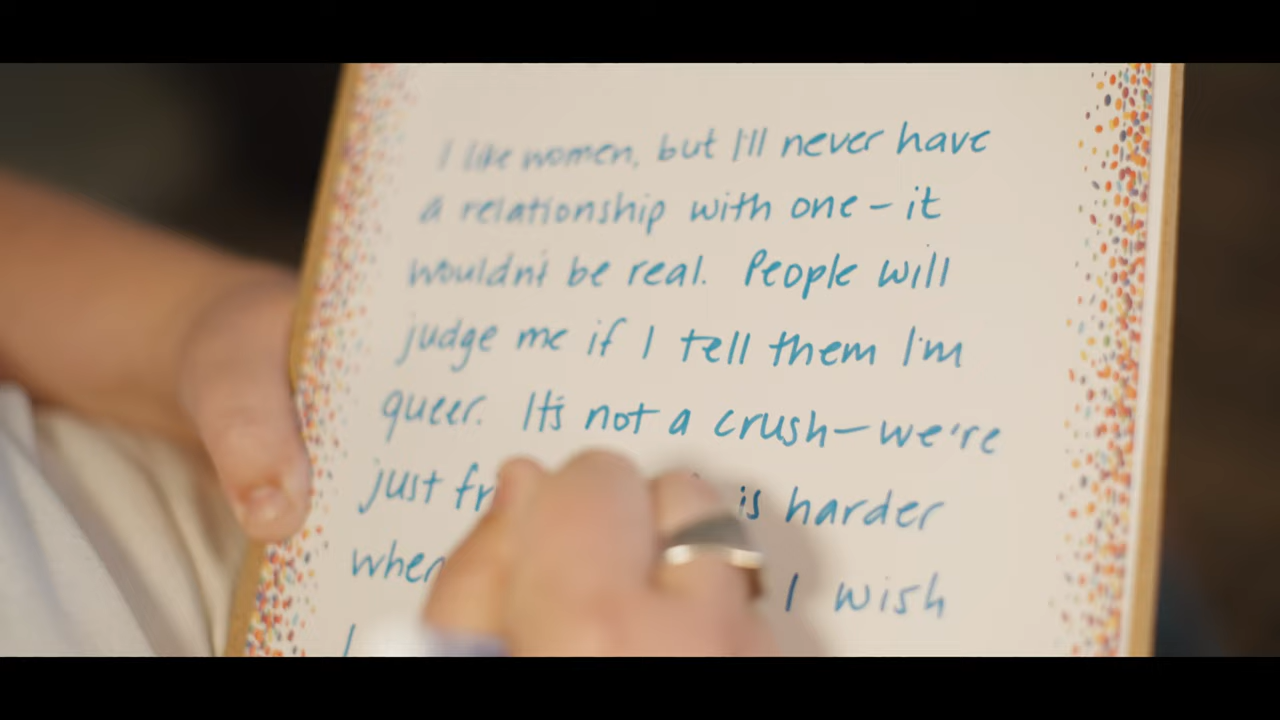 I like women, but I'll never have
a relationship with one – it
wouldn't be real. People will
judge me if I tell them I'm
queer. It's not a crush – we're
just fr is harder
when I wish
I